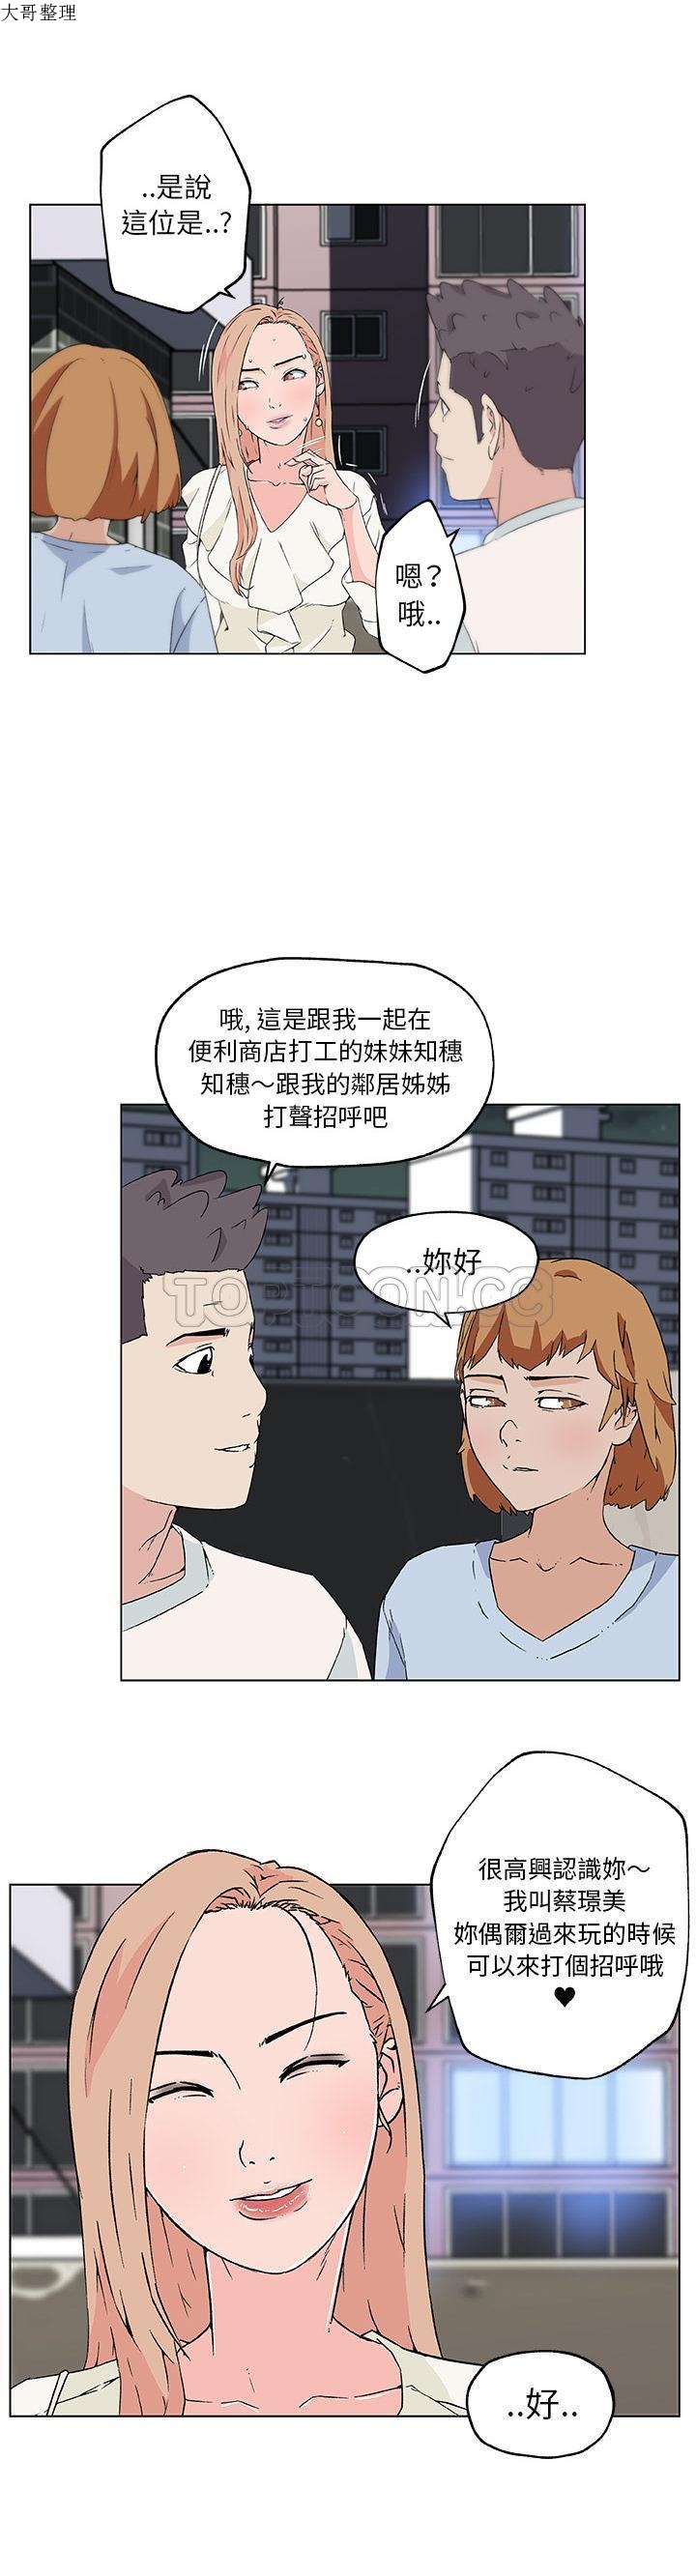 大哥整理
..是說
這位是..?
嗯?
哦..
哦, 這是跟我一起在
便利商店打工的妹妹知穗
知穗～跟我的鄰居姊姊
打聲招呼吧
..妳好
TOPTOON.CC
很高興認識妳～
我叫蔡璟美
妳偶爾過來玩的時候
可以來打個招呼哦
♥
..好..